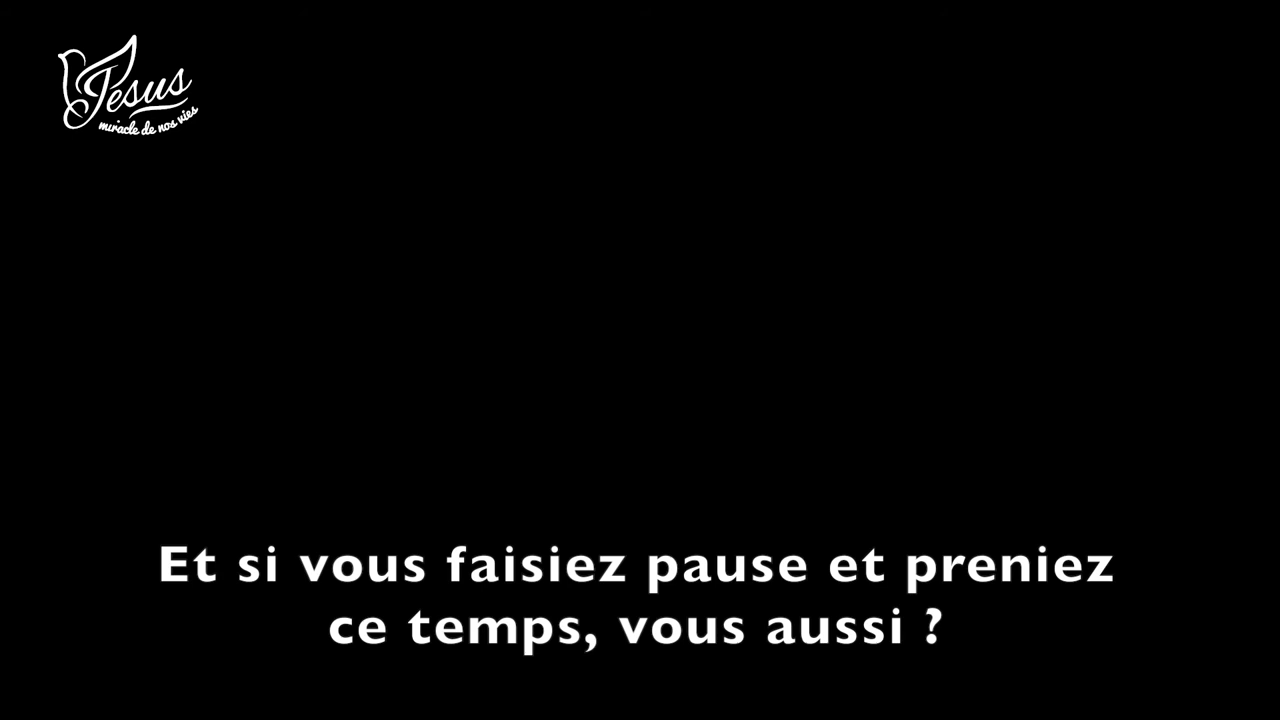 Jesus
miracle de nos vies
Et si vous faisiez pause et preniez
ce temps, vous aussi ?